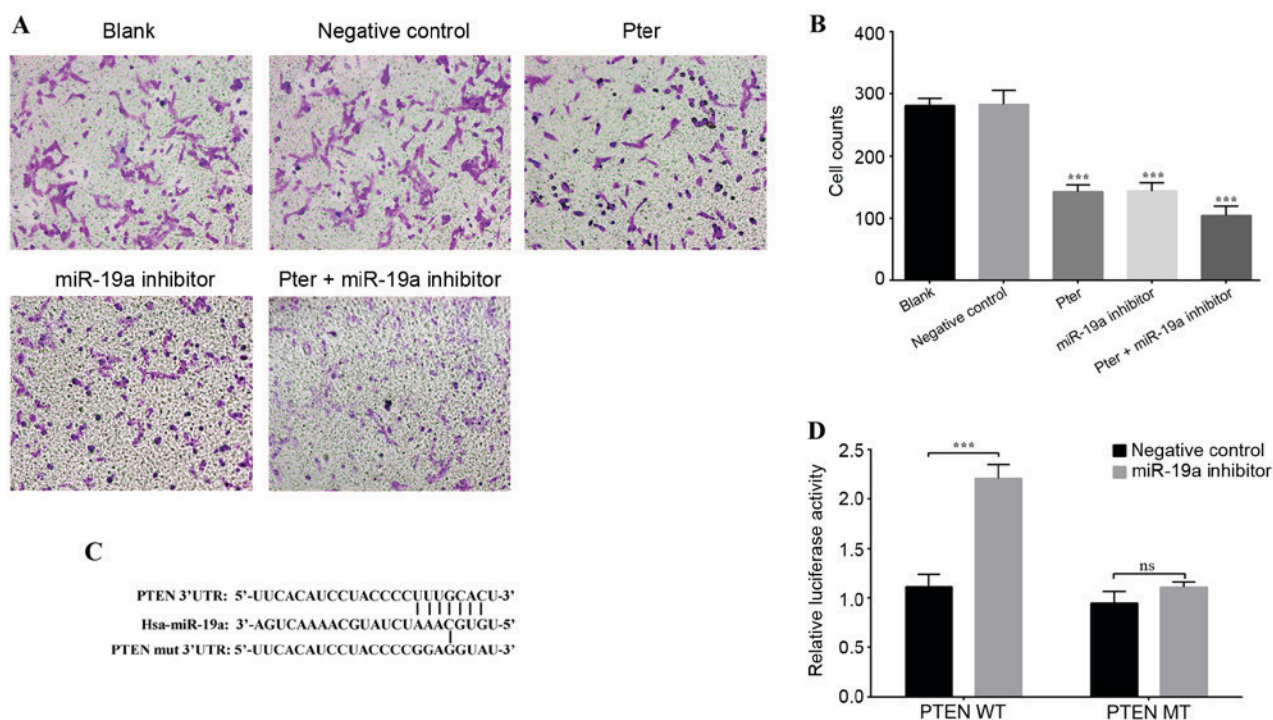 A
Blank
Negative control
Pter
miR-19a inhibitor
Pter + miR-19a inhibitor
B
Cell counts
400
300
200
100
0
***
***
***
Blank
Negative control
Pter
miR-19a inhibitor
Pter + miR-19a inhibitor
C
PTEN 3’UTR: 5’-UUCACAUCCUACCCCUUUGCACU-3’
Hsa-miR-19a: 3’-AGUCAAAACGUAUCUAAACGUGU-5’
PTEN mut 3’UTR: 5’-UUCACAUCCUACCCCGGAGGUAU-3’
D
Relative luciferase activity
2.5
2.0
1.5
1.0
0.5
0.0
***
ns
Negative control
miR-19a inhibitor
PTEN WT
PTEN MT